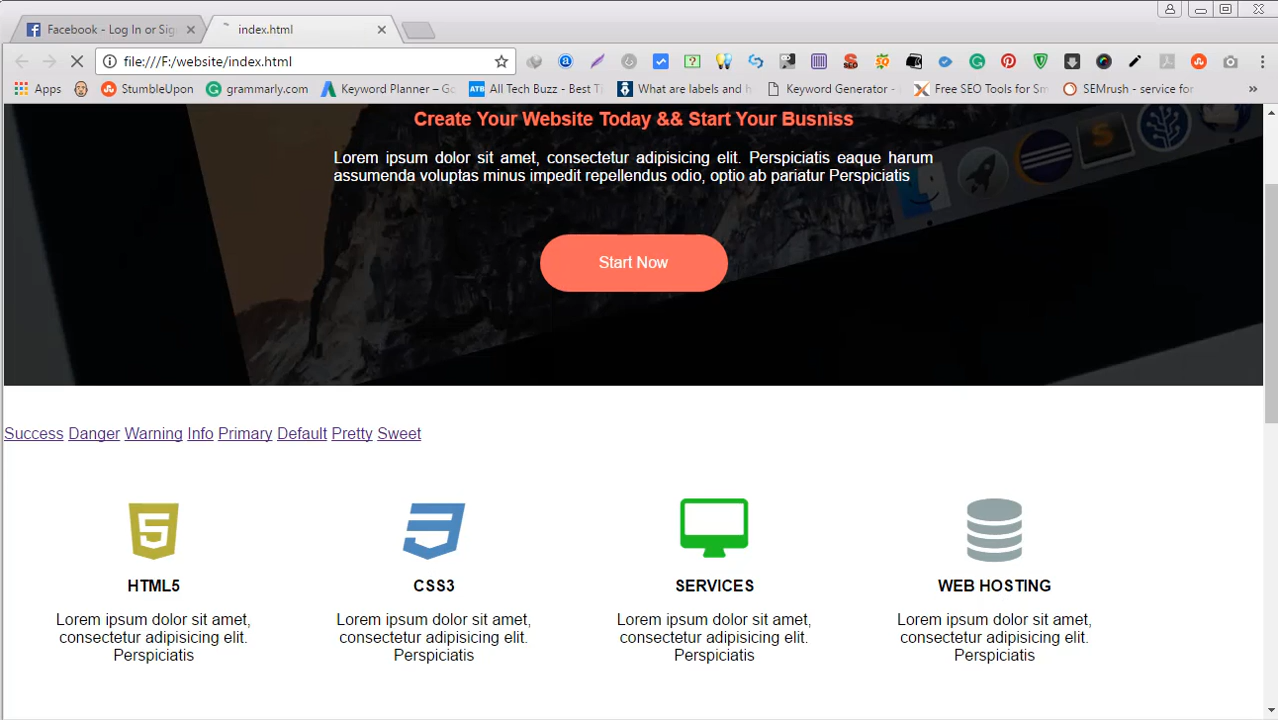 Facebook - Log In or Sig
index.html
file:///F:/website/index.html
Apps
StumbleUpon
grammarly.com
Keyword Planner – Go
ATB All Tech Buzz - Best T
What are labels and h
Keyword Generator -
Free SEO Tools for Sm
SEMrush - service for
»
Create Your Website Today && Start Your Busniss
Lorem ipsum dolor sit amet, consectetur adipisicing elit. Perspiciatis eaque harum
assumenda voluptas minus impedit repellendus odio, optio ab pariatur Perspiciatis
Start Now
Success Danger Warning Info Primary Default Pretty Sweet
HTML5
Lorem ipsum dolor sit amet,
consectetur adipisicing elit.
Perspiciatis
CSS3
Lorem ipsum dolor sit amet,
consectetur adipisicing elit.
Perspiciatis
SERVICES
Lorem ipsum dolor sit amet,
consectetur adipisicing elit.
Perspiciatis
WEB HOSTING
Lorem ipsum dolor sit amet,
consectetur adipisicing elit.
Perspiciatis